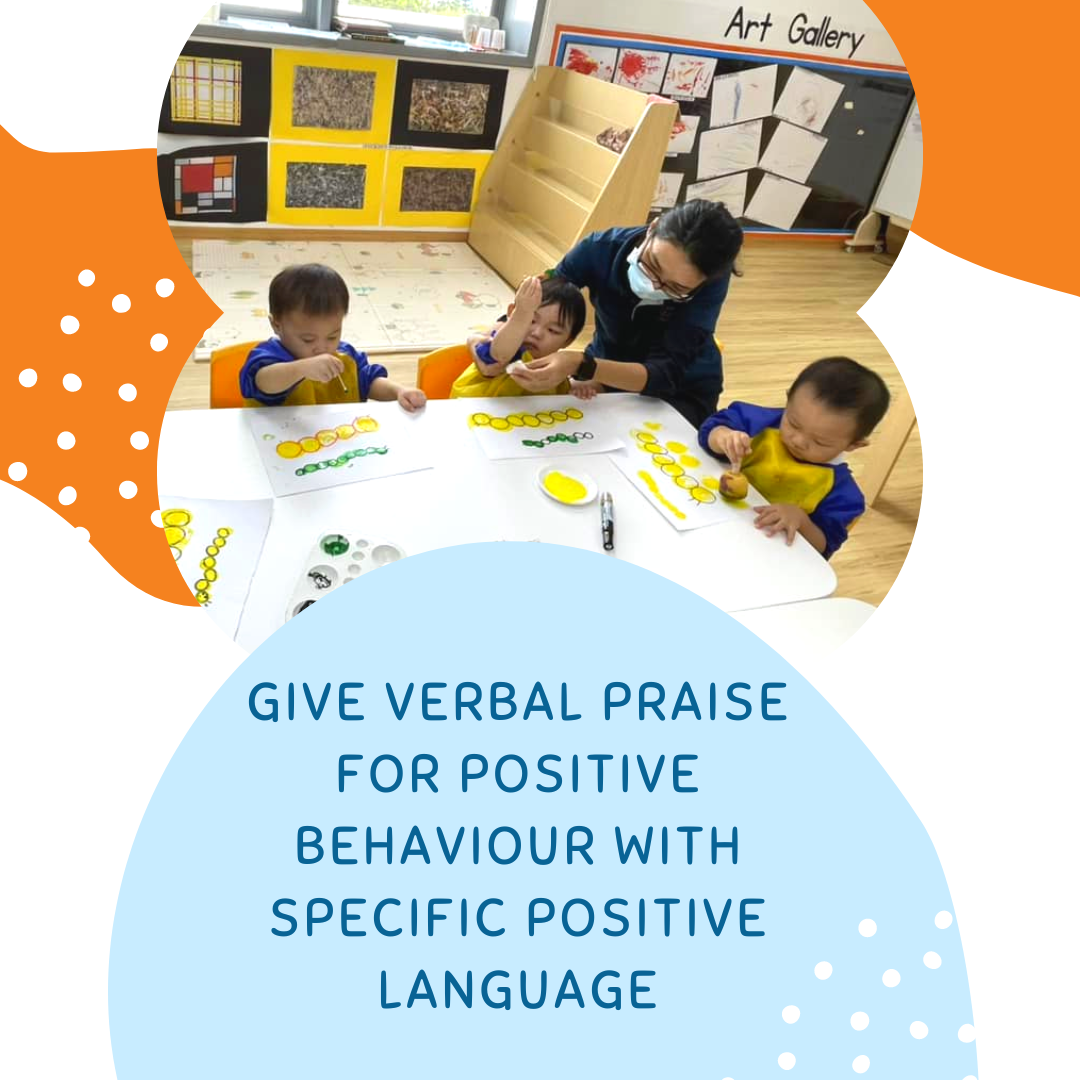 Art Gallery
GIVE VERBAL PRAISE
FOR POSITIVE
BEHAVIOUR WITH
SPECIFIC POSITIVE
LANGUAGE